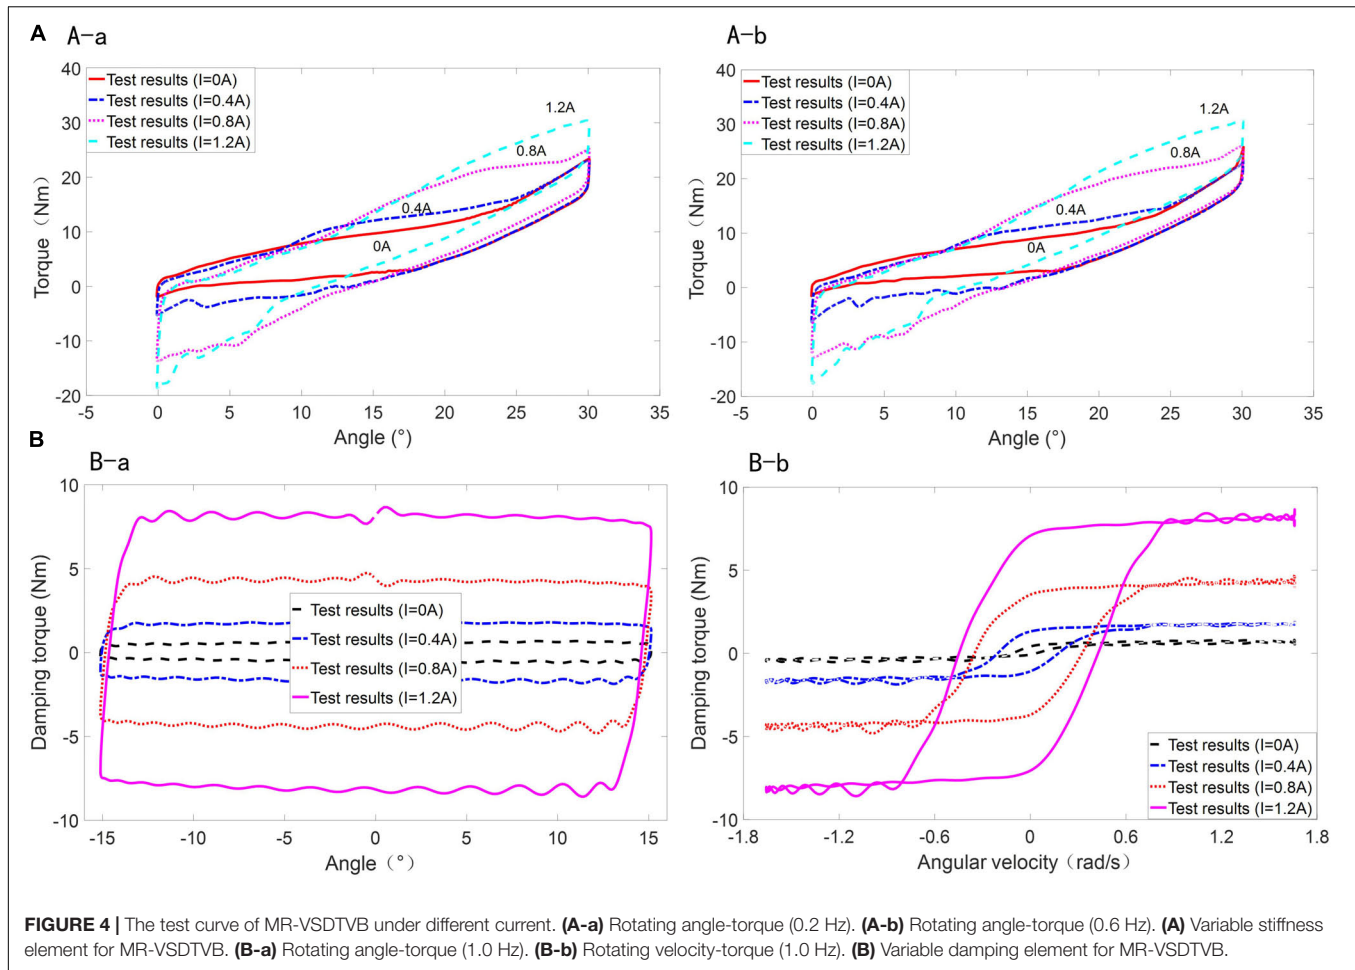 A
A-a
Test results (I=0A)
Test results (I=0.4A)
Test results (I=0.8A)
Test results (I=1.2A)
1.2A
0.8A
0.4A
0A
40
30
20
10
0
-10
-20
-5
0
5
10
15
20
25
30
35
Torque (Nm)
Angle (°)
A-b
Test results (I=0A)
Test results (I=0.4A)
Test results (I=0.8A)
Test results (I=1.2A)
1.2A
0.8A
0.4A
0A
40
30
20
10
0
-10
-20
-5
0
5
10
15
20
25
30
35
Torque (Nm)
Angle (°)
B
B-a
10
5
0
-5
-10
-15
-10
-5
0
5
10
15
Damping torque (Nm)
Angle (°)
Test results (I=0A)
Test results (I=0.4A)
Test results (I=0.8A)
Test results (I=1.2A)
B-b
10
5
0
-5
-10
-1.8
-1.2
-0.6
0
0.6
1.2
1.8
Damping torque (Nm)
Angular velocity (rad/s)
Test results (I=0A)
Test results (I=0.4A)
Test results (I=0.8A)
Test results (I=1.2A)
FIGURE 4 | The test curve of MR-VSDTVB under different current. (A-a) Rotating angle-torque (0.2 Hz). (A-b) Rotating angle-torque (0.6 Hz). (A) Variable stiffness
element for MR-VSDTVB. (B-a) Rotating angle-torque (1.0 Hz). (B-b) Rotating velocity-torque (1.0 Hz). (B) Variable damping element for MR-VSDTVB.